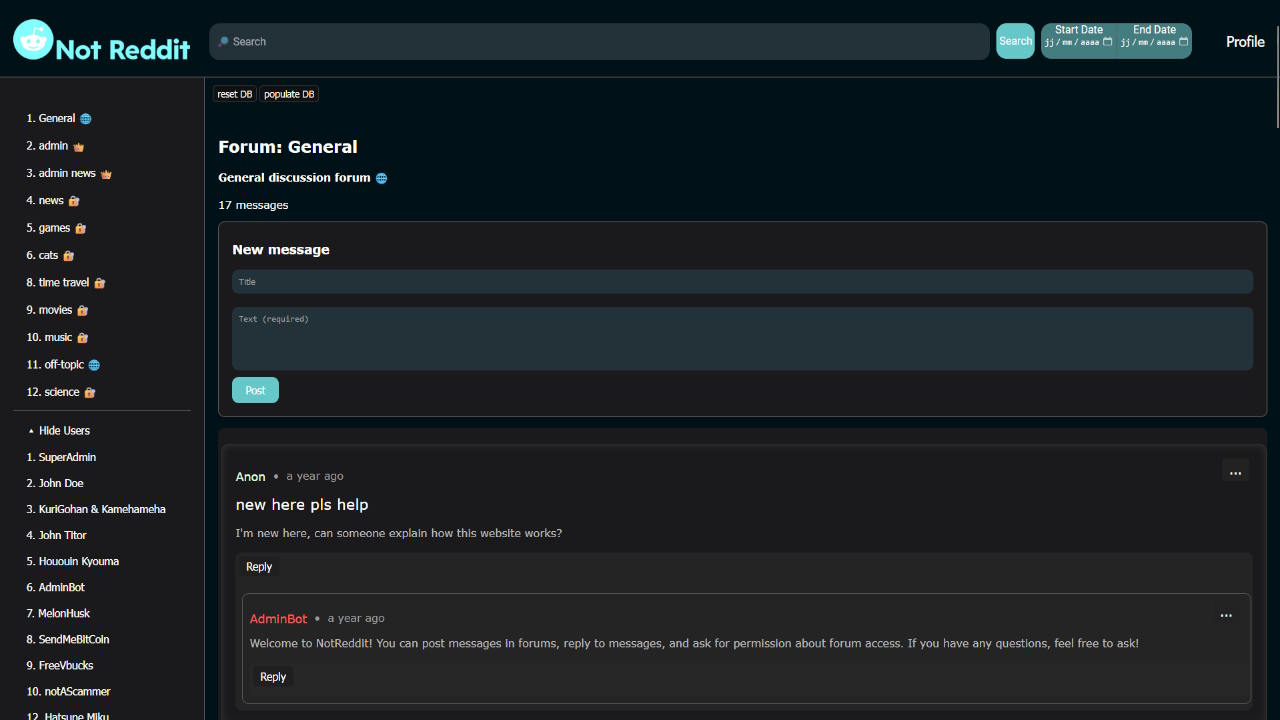 Not Reddit
Search
Search
Start Date
jj/mm/aaaa
End Date
jj/mm/aaaa
Profile
1. General
2. admin
3. admin news
4. news
5. games
6. cats
8. time travel
9. movies
10. music
11. off-topic
12. science
Hide Users
1. SuperAdmin
2. John Doe
3. KuriGohan & Kamehameha
4. John Titor
5. Hououin Kyouma
6. AdminBot
7. MelonHusk
8. SendMeBitCoin
9. FreeVbucks
10. notAScammer
12. Hatsune Miku
reset DB
populate DB
Forum: General
General discussion forum
17 messages
New message
Title
Text (required)
Post
Anon • a year ago
...
new here pls help
I'm new here, can someone explain how this website works?
Reply
AdminBot • a year ago
...
Welcome to NotReddit! You can post messages in forums, reply to messages, and ask for permission about forum access. If you have any questions, feel free to ask!
Reply